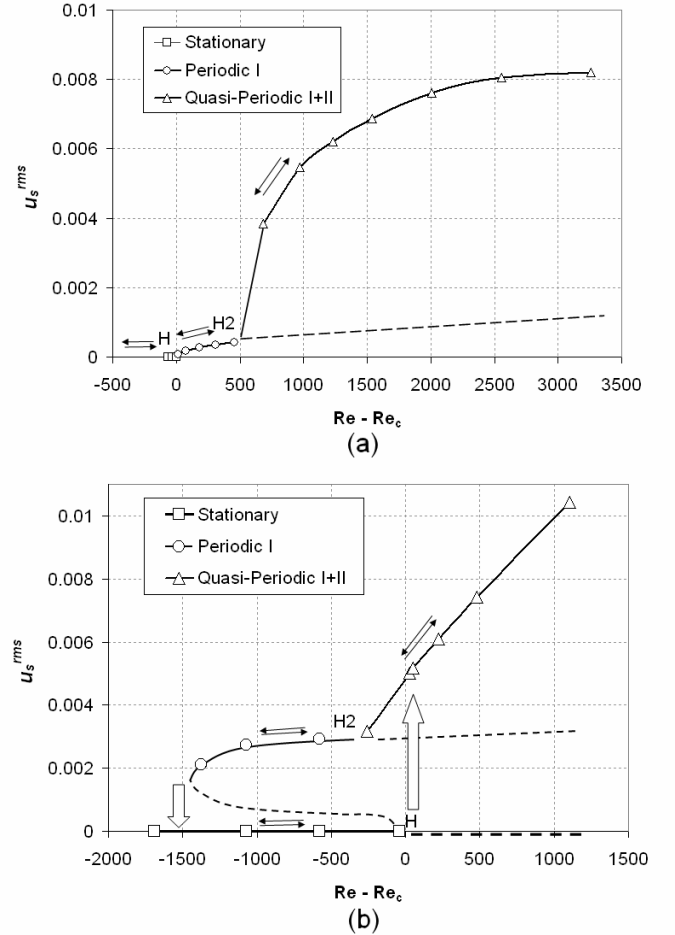 0.01
Stationary
Periodic I
0.008
Quasi-Periodic I+II
0.006
u_s^rms
0.004
0.002
H H2
0
-500 0 500 1000 1500 2000 2500 3000 3500
Re - Re_c
(a)
0.01
Stationary
Periodic I
Quasi-Periodic I+II
0.008
0.006
u_s^rms
0.004
H2
0.002
H
0
-2000 -1500 -1000 -500 0 500 1000 1500
Re - Re_c
(b)